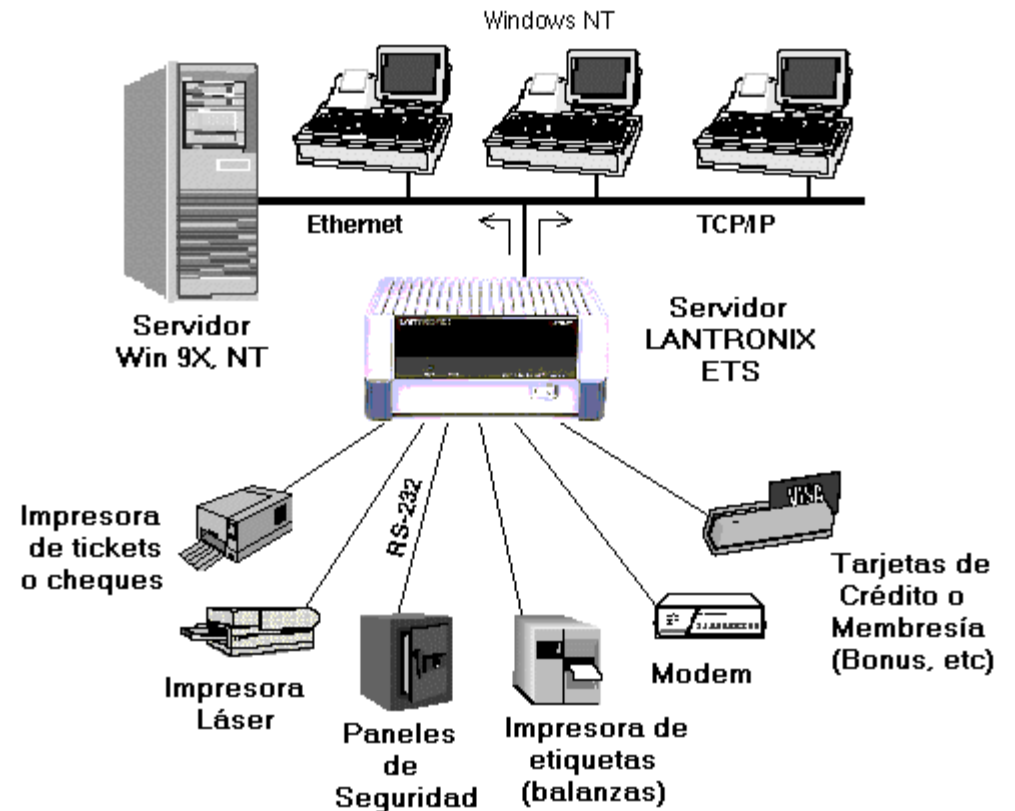 Windows NT
Ethernet
TCP/IP
Servidor
Win 9X, NT
LANTRONIX
Servidor
LANTRONIX
ETS
RS-232
Impresora
de tickets
o cheques
VISA
Tarjetas de
Crédito o
Membresía
(Bonus, etc)
Impresora
Láser
Paneles
de
Seguridad
Impresora de
etiquetas
(balanzas)
Modem